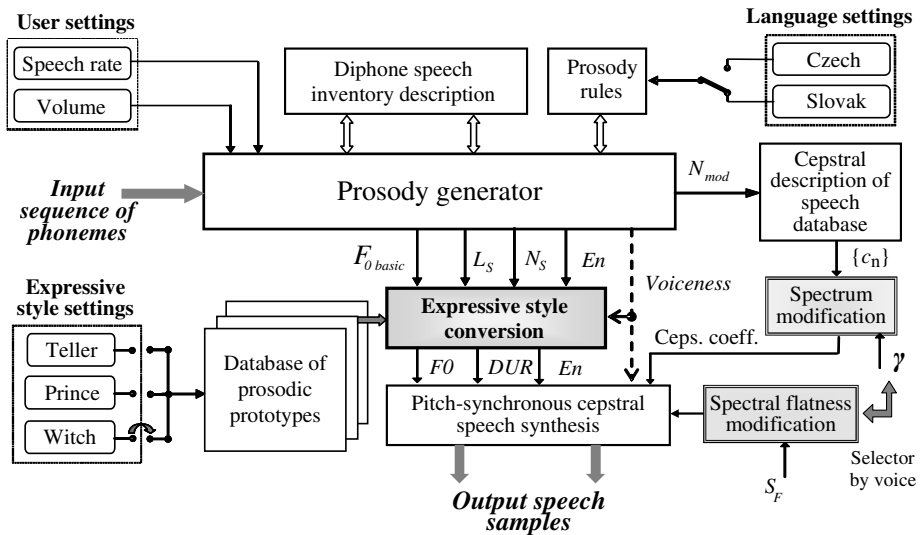 User settings
Speech rate
Volume
Diphone speech
inventory description
Prosody
rules
Language settings
Czech
Slovak
Input
sequence of
phonemes
Prosody generator
N_mod
Cepstral
description of
speech
database
F_0 basic
L_S
N_S
En
Voiceness
{c_n}
Expressive
style settings
Teller
Prince
Witch
Database of
prosodic
prototypes
Expressive style
conversion
Spectrum
modification
Ceps. coeff.
γ
F0
DUR
En
Pitch-synchronous cepstral
speech synthesis
Spectral flatness
modification
Selector
by voice
S_F
Output speech
samples